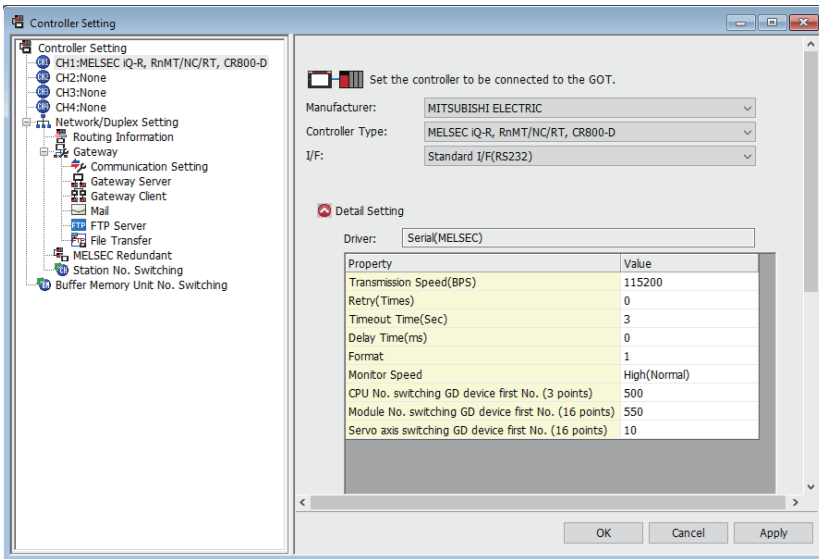 Controller Setting
Controller Setting
CH1:MELSEC iQ-R, RnMT/NC/RT, CR800-D
CH2:None
CH3:None
CH4:None
Network/Duplex Setting
Routing Information
Gateway
Communication Setting
Gateway Server
Gateway Client
Mail
FTP Server
File Transfer
MELSEC Redundant
Station No. Switching
Buffer Memory Unit No. Switching
Set the controller to be connected to the GOT.
Manufacturer: MITSUBISHI ELECTRIC
Controller Type: MELSEC iQ-R, RnMT/NC/RT, CR800-D
I/F: Standard I/F(RS232)
Detail Setting
Driver: Serial(MELSEC)
Property Value
Transmission Speed(BPS) 115200
Retry(Times) 0
Timeout Time(Sec) 3
Delay Time(ms) 0
Format 1
Monitor Speed High(Normal)
CPU No. switching GD device first No. (3 points) 500
Module No. switching GD device first No. (16 points) 550
Servo axis switching GD device first No. (16 points) 10
OK Cancel Apply